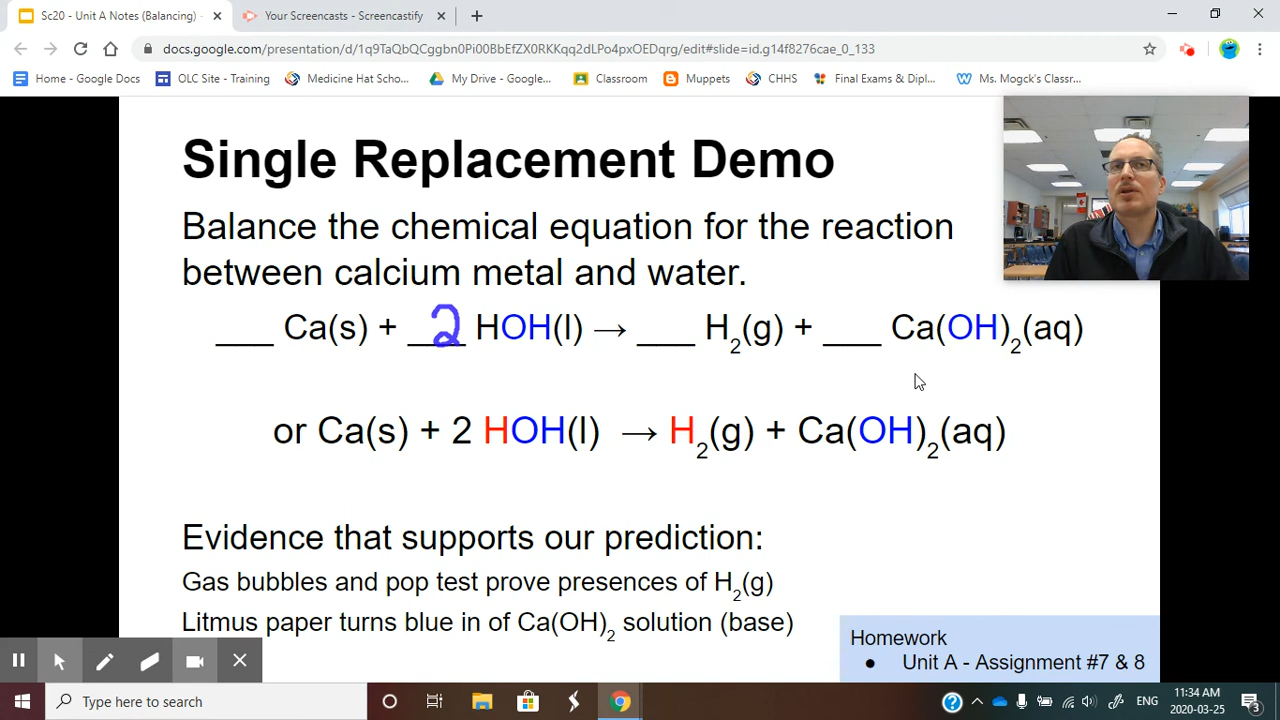 Sc20 - Unit A Notes (Balancing) -
Your Screencasts - Screencastify
docs.google.com/presentation/d/1q9TaQbQCggbn0Pi00BbEfZX0RKKqq2dLPo4pxOEDqrg/edit#slide=id.g14f8276cae_0_133
Home - Google Docs OLC Site - Training Medicine Hat Scho... My Drive - Google... Classroom Muppets CHHS Final Exams & Dipl... Ms. Mogck's Classr...
Single Replacement Demo
Balance the chemical equation for the reaction
between calcium metal and water.
___ Ca(s) + _2_ HOH(l) → ___ H₂(g) + ___ Ca(OH)₂(aq)
or Ca(s) + 2 HOH(l) → H₂(g) + Ca(OH)₂(aq)
Evidence that supports our prediction:
Gas bubbles and pop test prove presences of H₂(g)
Litmus paper turns blue in of Ca(OH)₂ solution (base)
Homework
● Unit A - Assignment #7 & 8
Type here to search
ENG
11:34 AM
2020-03-25
3